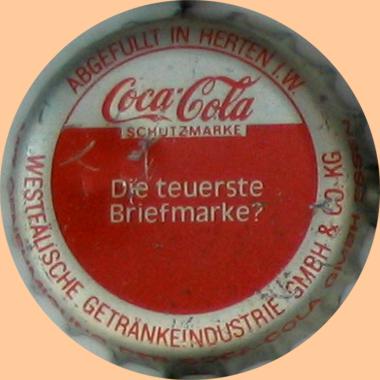 ABGEFÜLLT IN HERTEN I.W.
Coca-Cola
SCHUTZMARKE
Die teuerste
Briefmarke?
WESTFÄLISCHE GETRÄNKEINDUSTRIE GMBH & CO. KG